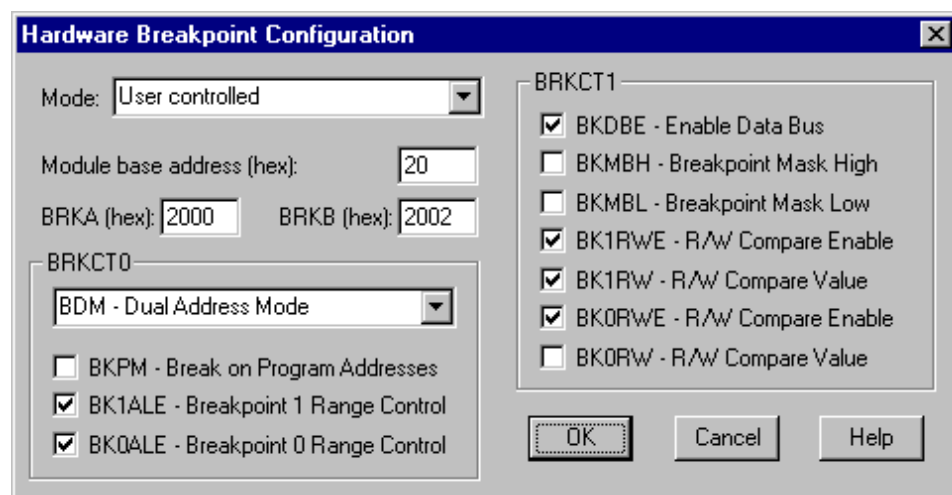 Hardware Breakpoint Configuration
Mode: User controlled
Module base address (hex): 20
BRKA (hex): 2000 BRKB (hex): 2002
BRKCT0
BDM - Dual Address Mode
BKPM - Break on Program Addresses
BK1ALE - Breakpoint 1 Range Control
BK0ALE - Breakpoint 0 Range Control
BRKCT1
BKDBE - Enable Data Bus
BKMBH - Breakpoint Mask High
BKMBL - Breakpoint Mask Low
BK1RWE - R/W Compare Enable
BK1RW - R/W Compare Value
BK0RWE - R/W Compare Enable
BK0RW - R/W Compare Value
OK Cancel Help